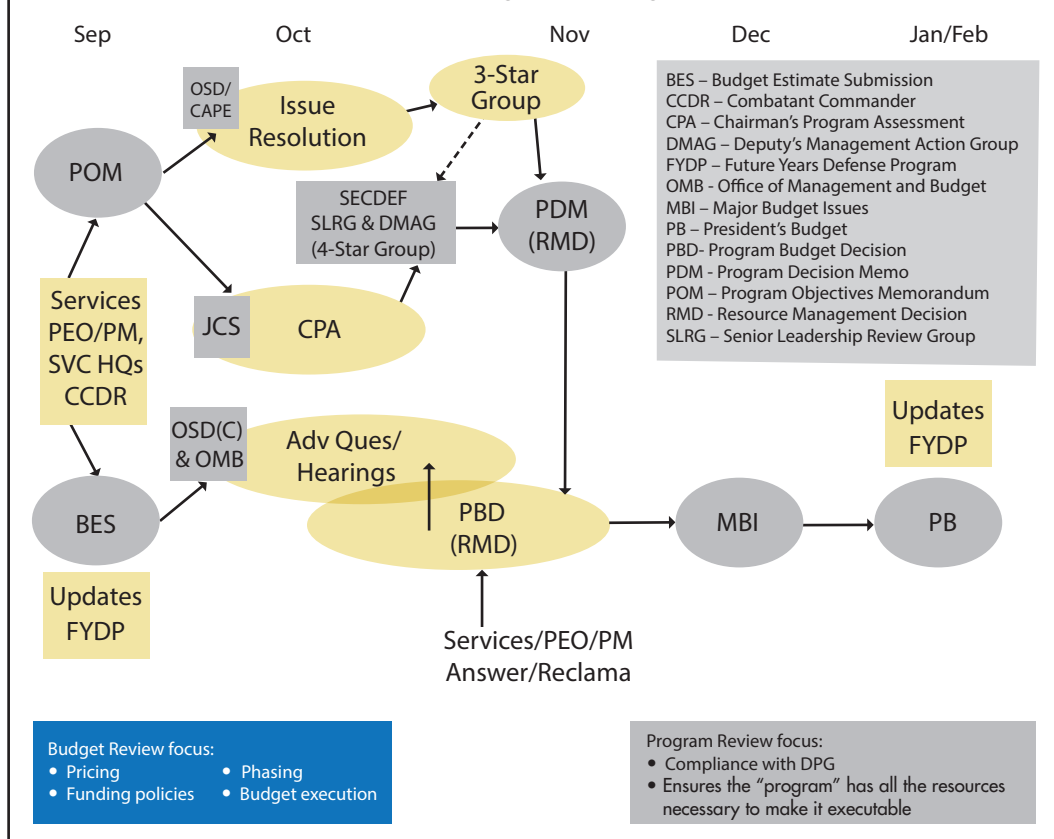 Sep
Oct
Nov
Dec
Jan/Feb
OSD/
CAPE
Issue
Resolution
3-Star
Group
POM
SECDEF
SLRG & DMAG
(4-Star Group)
PDM
(RMD)
Services
PEO/PM,
SVC HQs
CCDR
JCS
CPA
BES – Budget Estimate Submission
CCDR – Combatant Commander
CPA – Chairman's Program Assessment
DMAG – Deputy's Management Action Group
FYDP – Future Years Defense Program
OMB - Office of Management and Budget
MBI – Major Budget Issues
PB – President's Budget
PBD- Program Budget Decision
PDM - Program Decision Memo
POM – Program Objectives Memorandum
RMD - Resource Management Decision
SLRG – Senior Leadership Review Group
OSD(C)
& OMB
Adv Ques/
Hearings
Updates
FYDP
BES
PBD
(RMD)
MBI
PB
Updates
FYDP
Services/PEO/PM
Answer/Reclama
Budget Review focus:
• Pricing
• Phasing
• Funding policies
• Budget execution
Program Review focus:
• Compliance with DPG
• Ensures the "program" has all the resources
necessary to make it executable